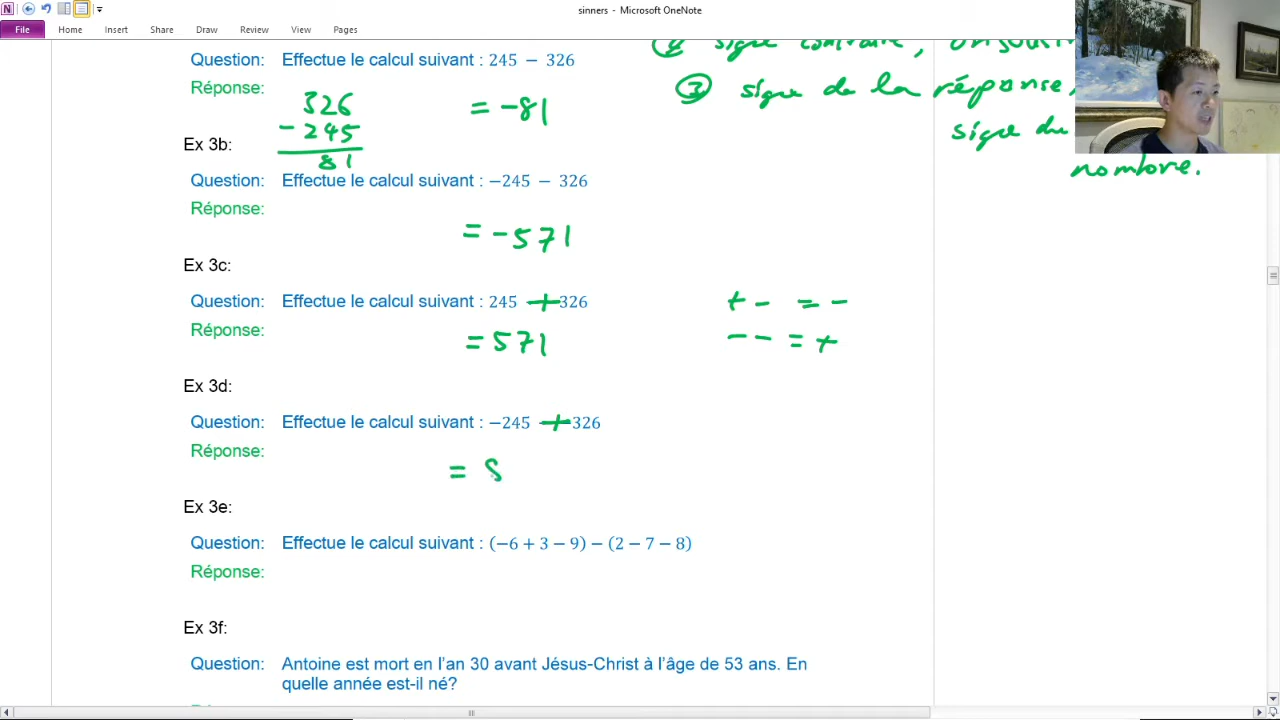 sinners - Microsoft OneNote
File Home Insert Share Draw Review View Pages
Question: Effectue le calcul suivant : 245 − 326
Réponse:
326
− 245
81
= −81
② signe contraire,
③ signe de la réponse,
signe du
nombre.
Ex 3b:
Question: Effectue le calcul suivant : −245 − 326
Réponse:
= −571
Ex 3c:
Question: Effectue le calcul suivant : 245 + 326
Réponse:
= 571
+ − = −
− − = +
Ex 3d:
Question: Effectue le calcul suivant : −245 + 326
Réponse:
= 8
Ex 3e:
Question: Effectue le calcul suivant : (−6 + 3 − 9) − (2 − 7 − 8)
Réponse:
Ex 3f:
Question: Antoine est mort en l'an 30 avant Jésus-Christ à l'âge de 53 ans. En
quelle année est-il né?